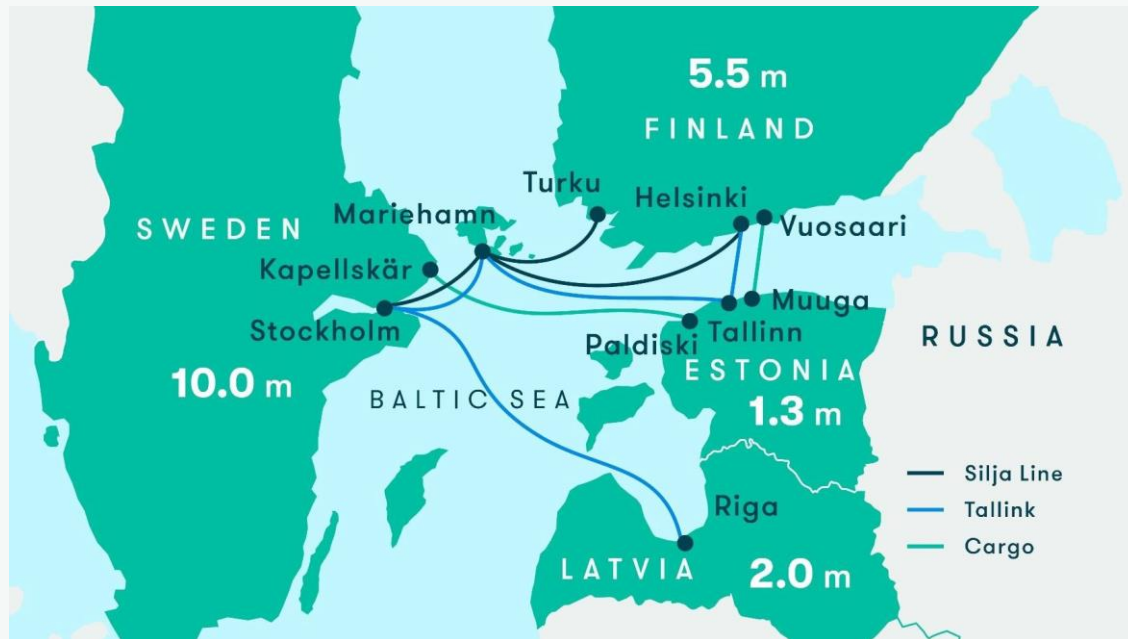 5.5 m
FINLAND
Turku
Helsinki
Mariehamn
Vuosaari
SWEDEN
Kapellskär
Muuga
Stockholm
Tallinn
Paldiski
RUSSIA
ESTONIA
10.0 m
BALTIC SEA
1.3 m
Silja Line
Riga
Tallink
Cargo
LATVIA
2.0 m